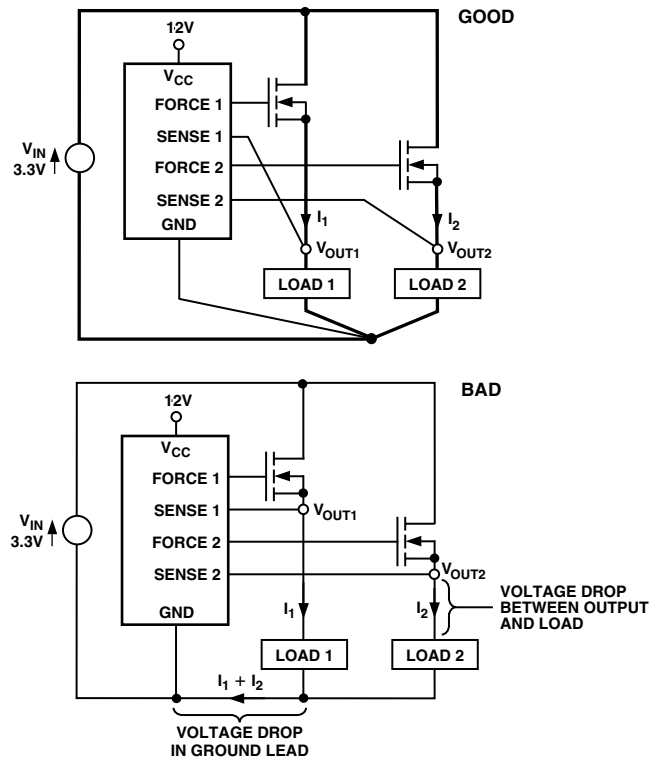 GOOD
12V
VCC
FORCE 1
SENSE 1
VIN
3.3V
FORCE 2
SENSE 2
GND
I1
I2
VOUT1
VOUT2
LOAD 1
LOAD 2
BAD
12V
VCC
FORCE 1
SENSE 1
VOUT1
VIN
3.3V
FORCE 2
SENSE 2
VOUT2
GND
I1
I2
VOLTAGE DROP
BETWEEN OUTPUT
AND LOAD
LOAD 1
LOAD 2
I1 + I2
VOLTAGE DROP
IN GROUND LEAD